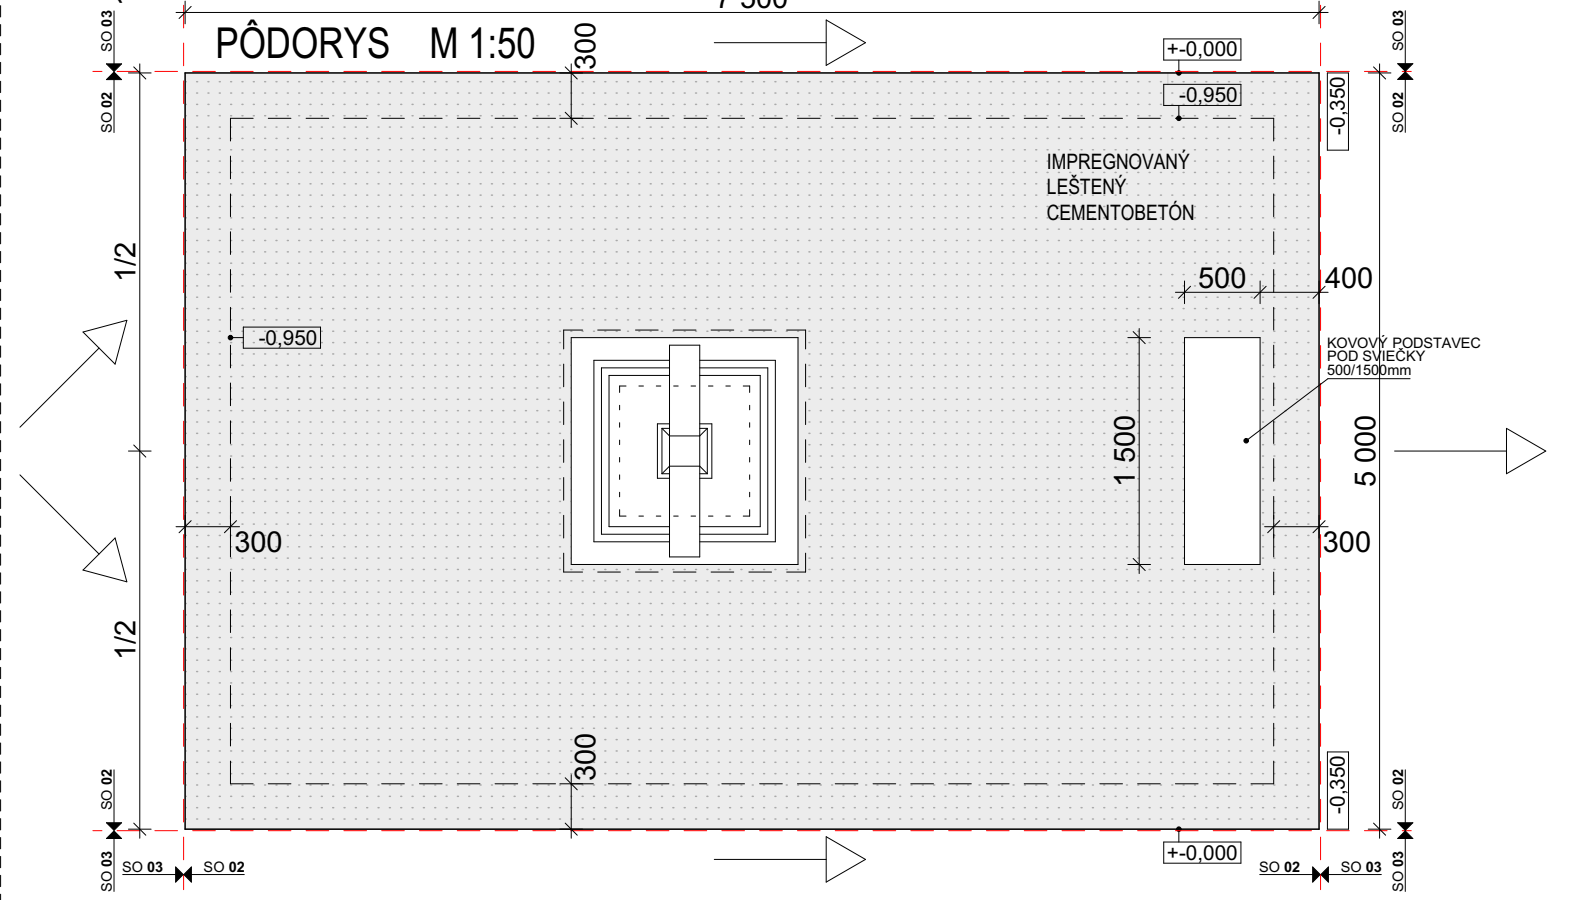 7 500
SO 03
SO 02
PÔDORYS M 1:50
300
+-0,000
-0,950
-0,350
SO 03
SO 02
IMPREGNOVANÝ
LEŠTENÝ
CEMENTOBETÓN
1/2
500
400
-0,950
KOVOVÝ PODSTAVEC
POD SVIEČKY
500/1500mm
1 500
5 000
300
300
1/2
300
-0,350
SO 02
SO 03
SO 02
SO 03
+-0,000
SO 03 SO 02
SO 02 SO 03